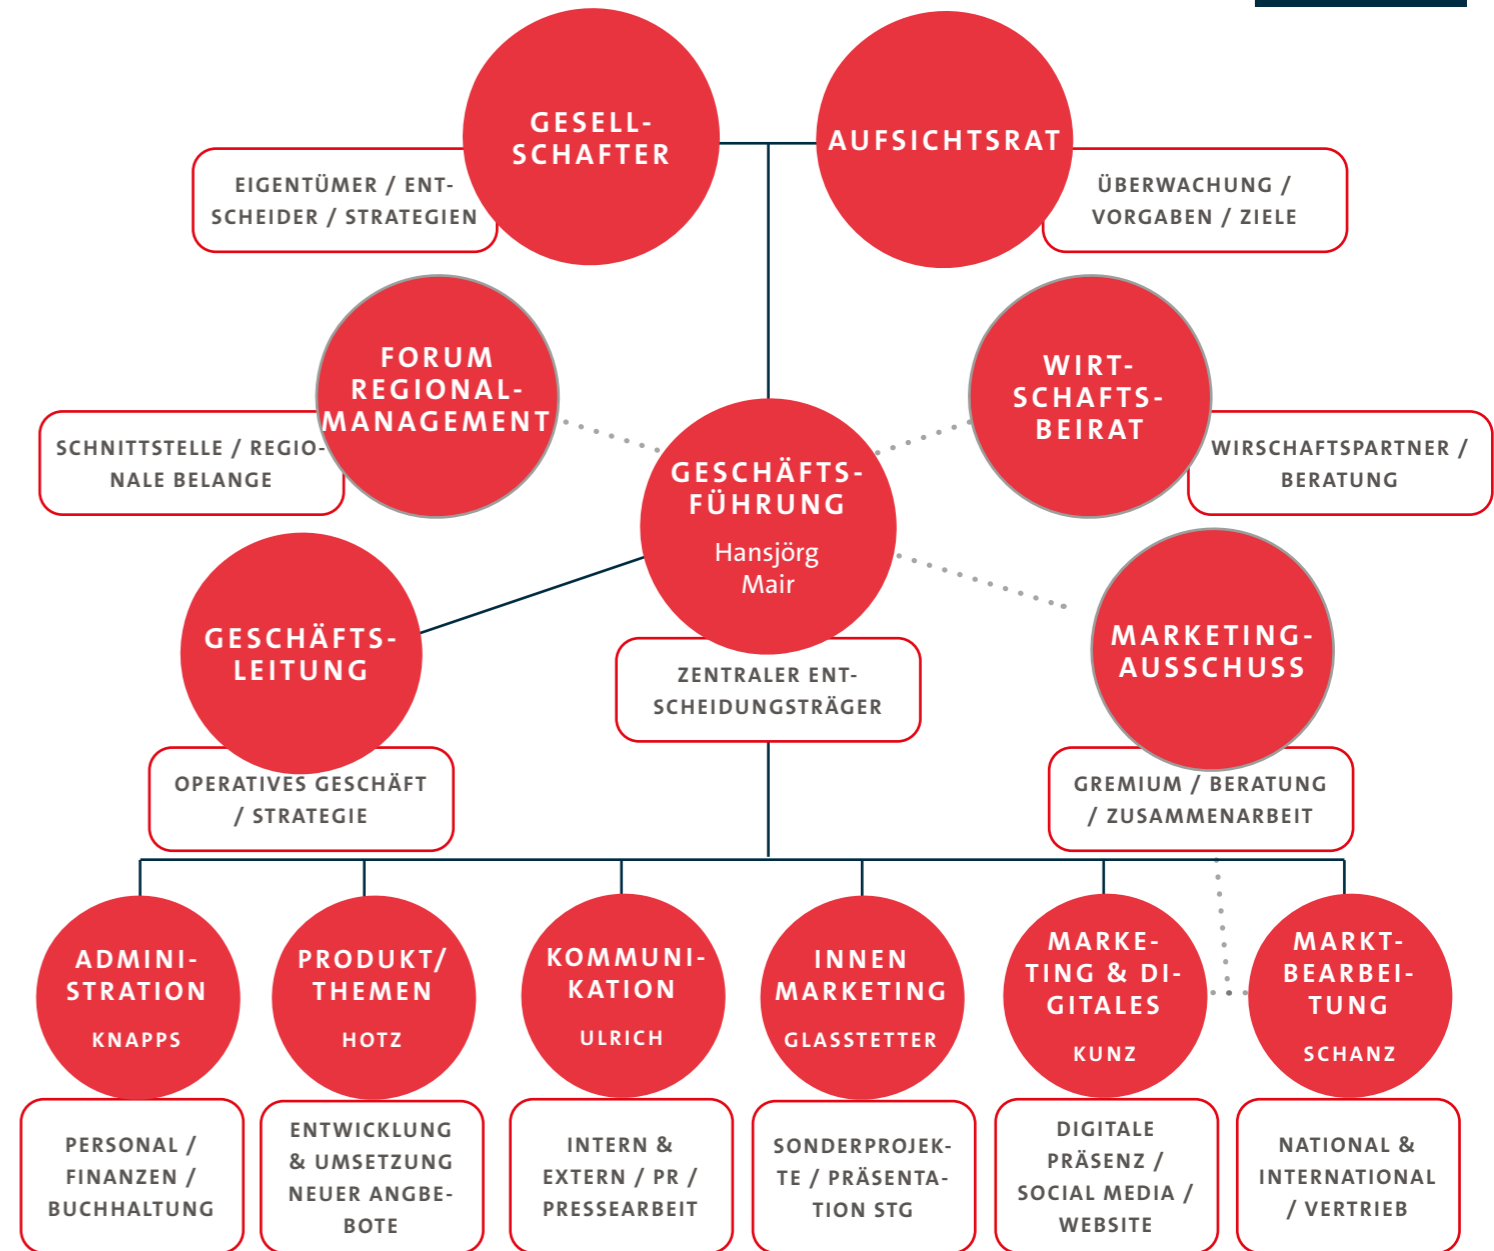 GESELL-
SCHAFTER
AUFSICHTSRAT
EIGENTÜMER / ENT-
SCHEIDER / STRATEGIEN
ÜBERWACHUNG /
VORGABEN / ZIELE
FORUM
REGIONAL-
MANAGEMENT
WIRT-
SCHAFTS-
BEIRAT
SCHNITTSTELLE / REGIO-
NALE BELANGE
WIRSCHAFTSPARTNER /
BERATUNG
GESCHÄFTS-
FÜHRUNG
Hansjörg
Mair
ZENTRALER ENT-
SCHEIDUNGSTRÄGER
GESCHÄFTS-
LEITUNG
OPERATIVES GESCHÄFT
/ STRATEGIE
MARKETING-
AUSSCHUSS
GREMIUM / BERATUNG
/ ZUSAMMENARBEIT
ADMINI-
STRATION
KNAPPS
PERSONAL /
FINANZEN /
BUCHHALTUNG
PRODUKT/
THEMEN
HOTZ
ENTWICKLUNG
& UMSETZUNG
NEUER ANGBE-
BOTE
KOMMUNI-
KATION
ULRICH
INTERN &
EXTERN / PR /
PRESSEARBEIT
INNEN
MARKETING
GLASSTETTER
SONDERPROJEK-
TE / PRÄSENTA-
TION STG
MARKE-
TING & DI-
GITALES
KUNZ
DIGITALE
PRÄSENZ /
SOCIAL MEDIA /
WEBSITE
MARKT-
BEARBEI-
TUNG
SCHANZ
NATIONAL &
INTERNATIONAL
/ VERTRIEB